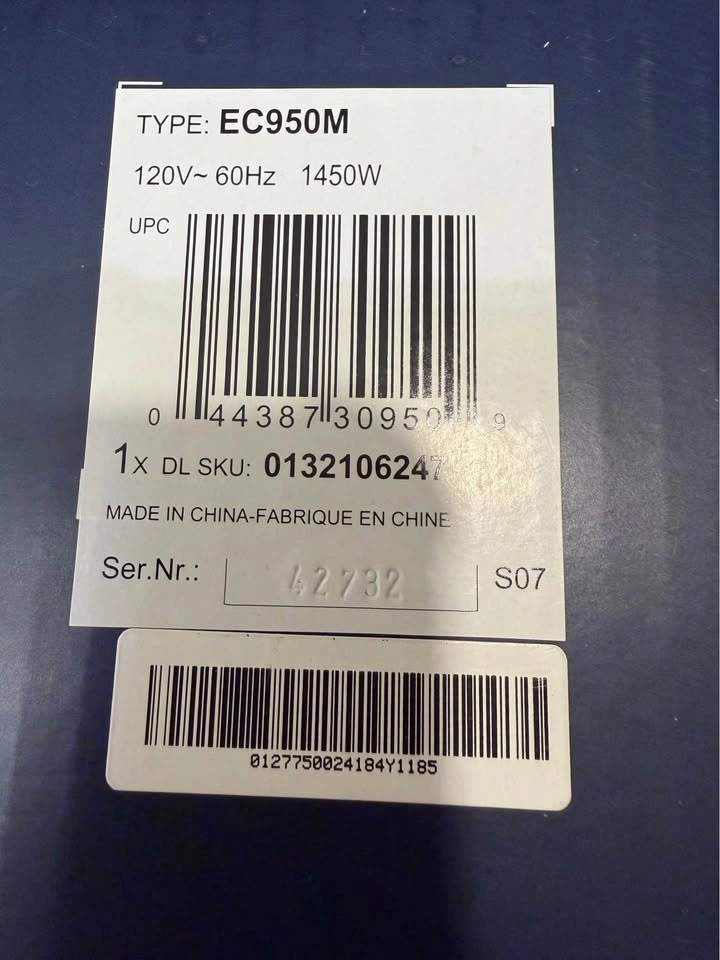 TYPE: EC950M
120V~ 60Hz 1450W
UPC
0 44387 30950 9
1x DL SKU: 0132106247
MADE IN CHINA-FABRIQUE EN CHINE
Ser.Nr.: 42732 S07
0127750024184Y1185